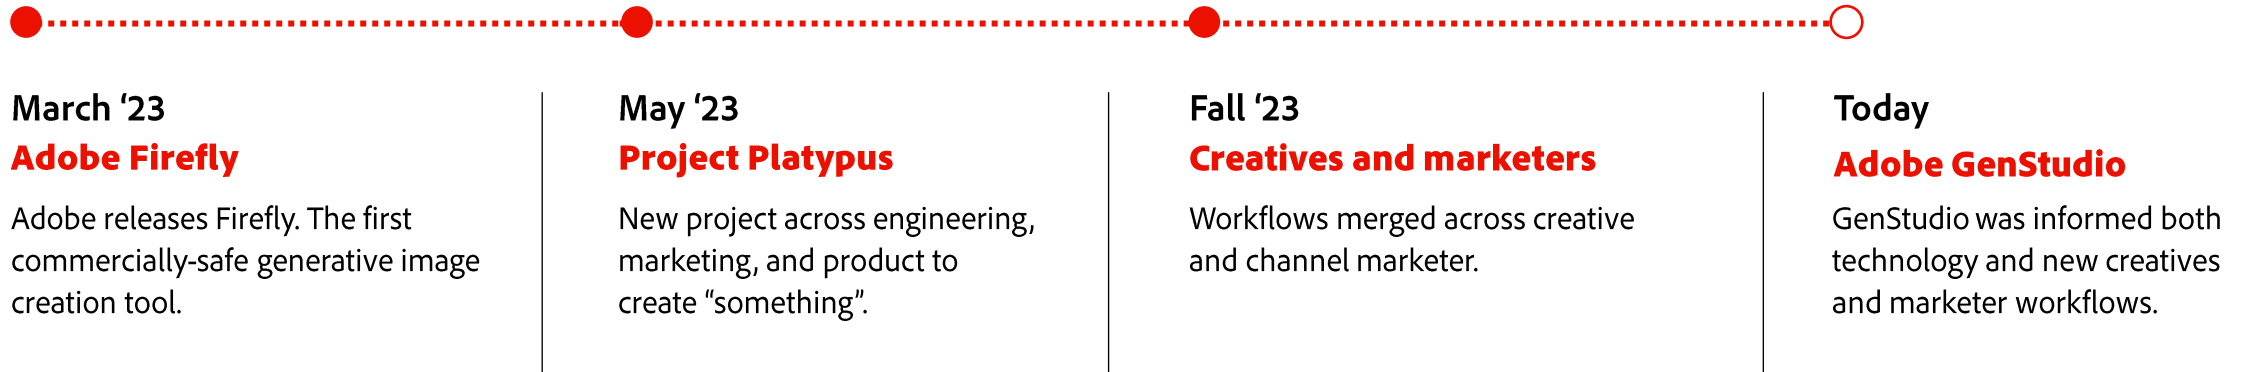 March ‘23
Adobe Firefly
Adobe releases Firefly. The first
commercially-safe generative image
creation tool.
May ‘23
Project Platypus
New project across engineering,
marketing, and product to
create “something”.
Fall ‘23
Creatives and marketers
Workflows merged across creative
and channel marketer.
Today
Adobe GenStudio
GenStudio was informed both
technology and new creatives
and marketer workflows.